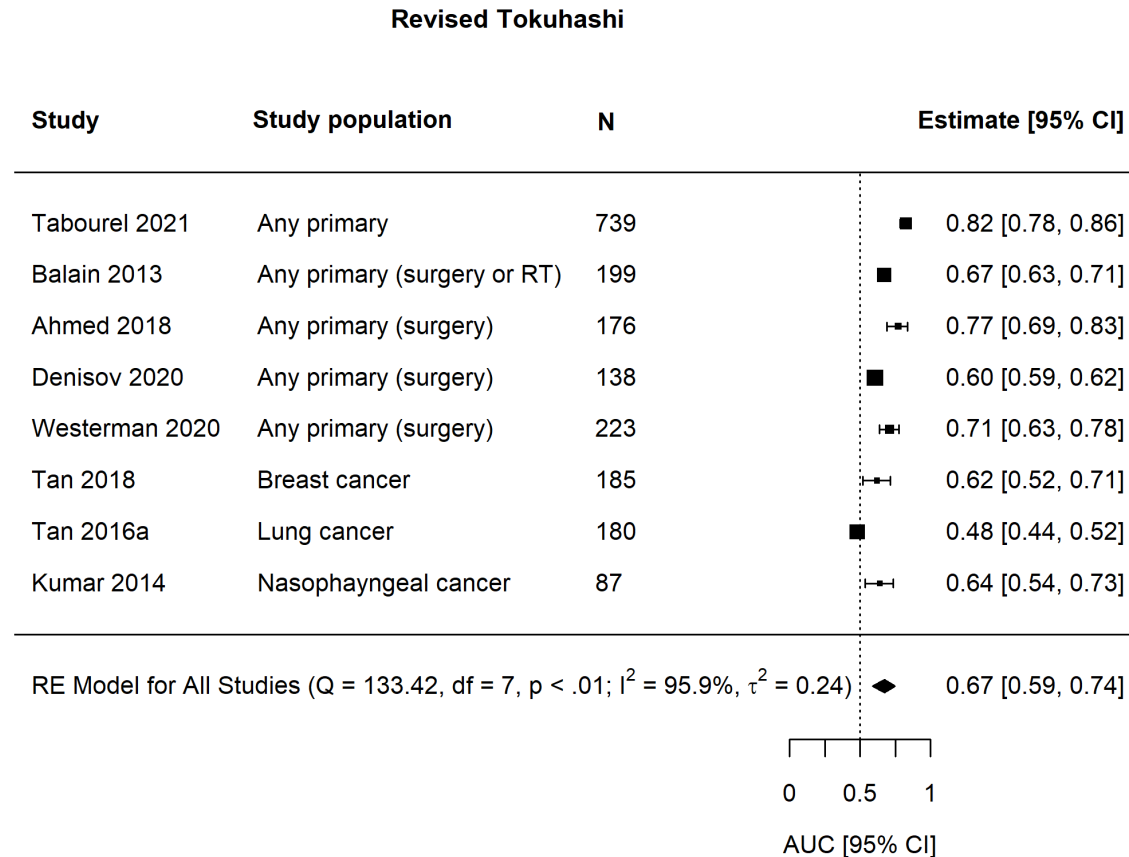 Revised Tokuhashi
Study Study population N Estimate [95% CI]
Tabourel 2021 Any primary 739 0.82 [0.78, 0.86]
Balain 2013 Any primary (surgery or RT) 199 0.67 [0.63, 0.71]
Ahmed 2018 Any primary (surgery) 176 0.77 [0.69, 0.83]
Denisov 2020 Any primary (surgery) 138 0.60 [0.59, 0.62]
Westerman 2020 Any primary (surgery) 223 0.71 [0.63, 0.78]
Tan 2018 Breast cancer 185 0.62 [0.52, 0.71]
Tan 2016a Lung cancer 180 0.48 [0.44, 0.52]
Kumar 2014 Nasophayngeal cancer 87 0.64 [0.54, 0.73]
RE Model for All Studies (Q = 133.42, df = 7, p < .01; I² = 95.9%, τ² = 0.24) 0.67 [0.59, 0.74]
0 0.5 1
AUC [95% CI]